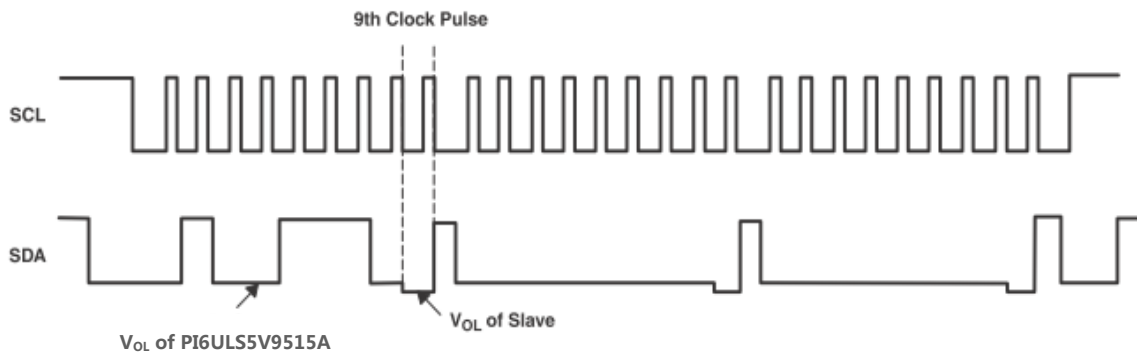 9th Clock Pulse
SCL
SDA
VOL of Slave
VOL of PI6ULS5V9515A